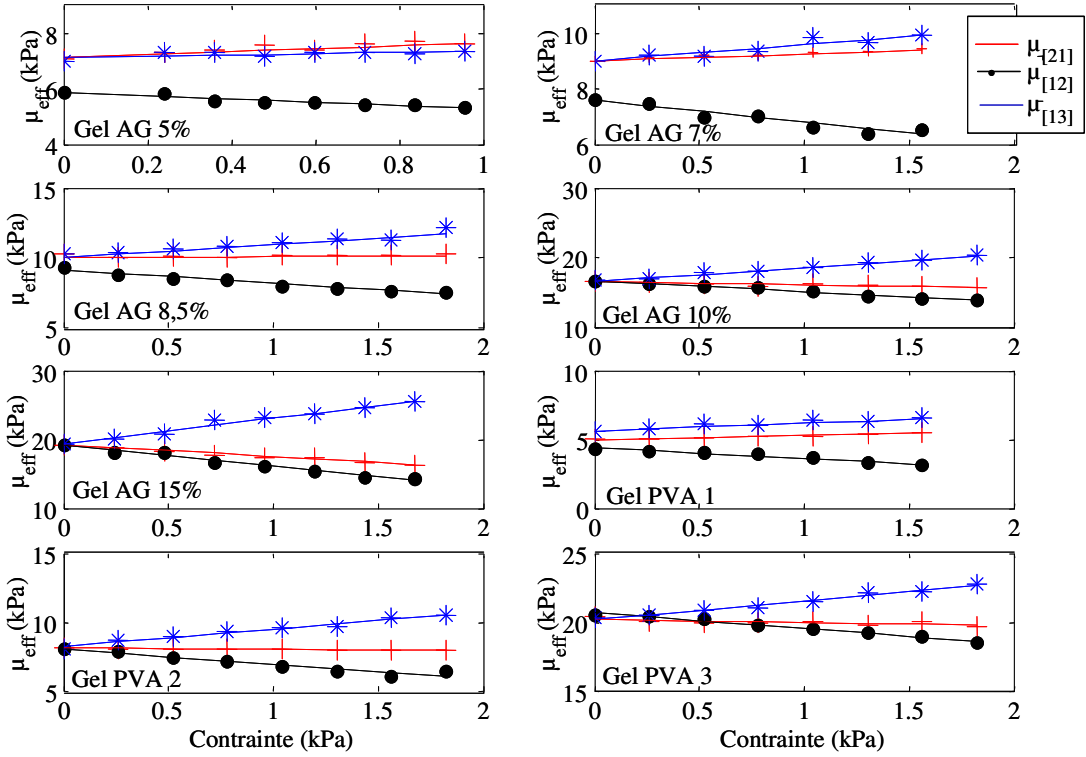 8
6
4
μeff (kPa)
Gel AG 5%
0 0.2 0.4 0.6 0.8 1
10
8
6
μeff (kPa)
Gel AG 7%
0 0.5 1 1.5 2
μ[21]
μ[12]
μ[13]
15
10
5
μeff (kPa)
Gel AG 8,5%
0 0.5 1 1.5 2
30
20
10
μeff (kPa)
Gel AG 10%
0 0.5 1 1.5 2
30
20
10
μeff (kPa)
Gel AG 15%
0 0.5 1 1.5 2
10
5
0
μeff (kPa)
Gel PVA 1
0 0.5 1 1.5 2
15
10
5
μeff (kPa)
Gel PVA 2
0 0.5 1 1.5 2
Contrainte (kPa)
25
20
15
μeff (kPa)
Gel PVA 3
0 0.5 1 1.5 2
Contrainte (kPa)